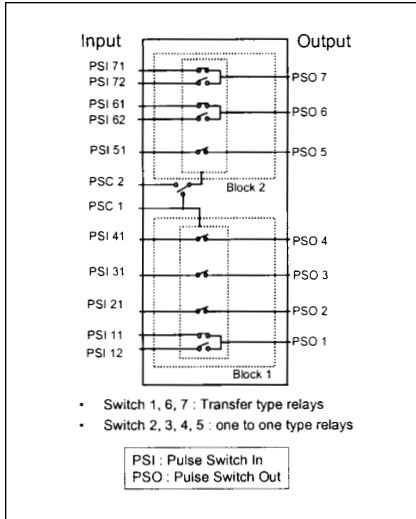 Input Output
PSI 71
PSI 72
PSO 7
PSI 61
PSI 62
PSO 6
PSI 51
PSO 5
PSC 2
Block 2
PSC 1
PSI 41
PSO 4
PSI 31
PSO 3
PSI 21
PSO 2
PSI 11
PSI 12
PSO 1
Block 1
• Switch 1, 6, 7 : Transfer type relays
• Switch 2, 3, 4, 5 : one to one type relays
PSI : Pulse Switch In
PSO : Pulse Switch Out